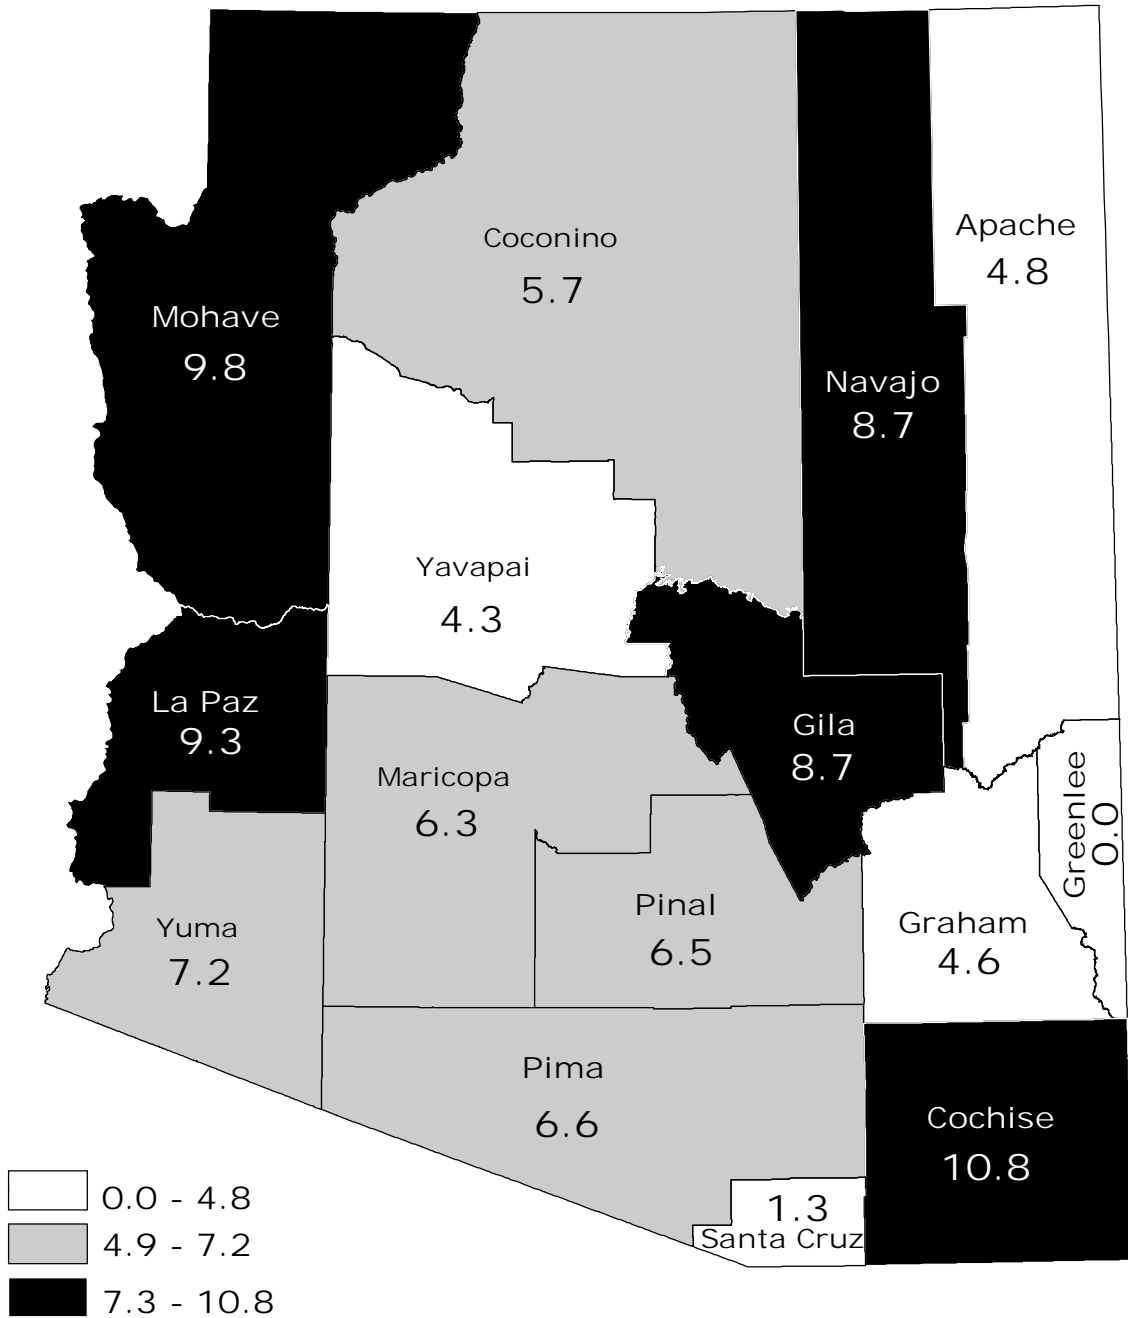 Coconino
5.7
Apache
4.8
Mohave
9.8
Navajo
8.7
Yavapai
4.3
La Paz
9.3
Gila
8.7
Maricopa
6.3
Greenlee
0.0
Pinal
6.5
Graham
4.6
Yuma
7.2
Pima
6.6
Cochise
10.8
1.3
Santa Cruz
0.0 - 4.8
4.9 - 7.2
7.3 - 10.8